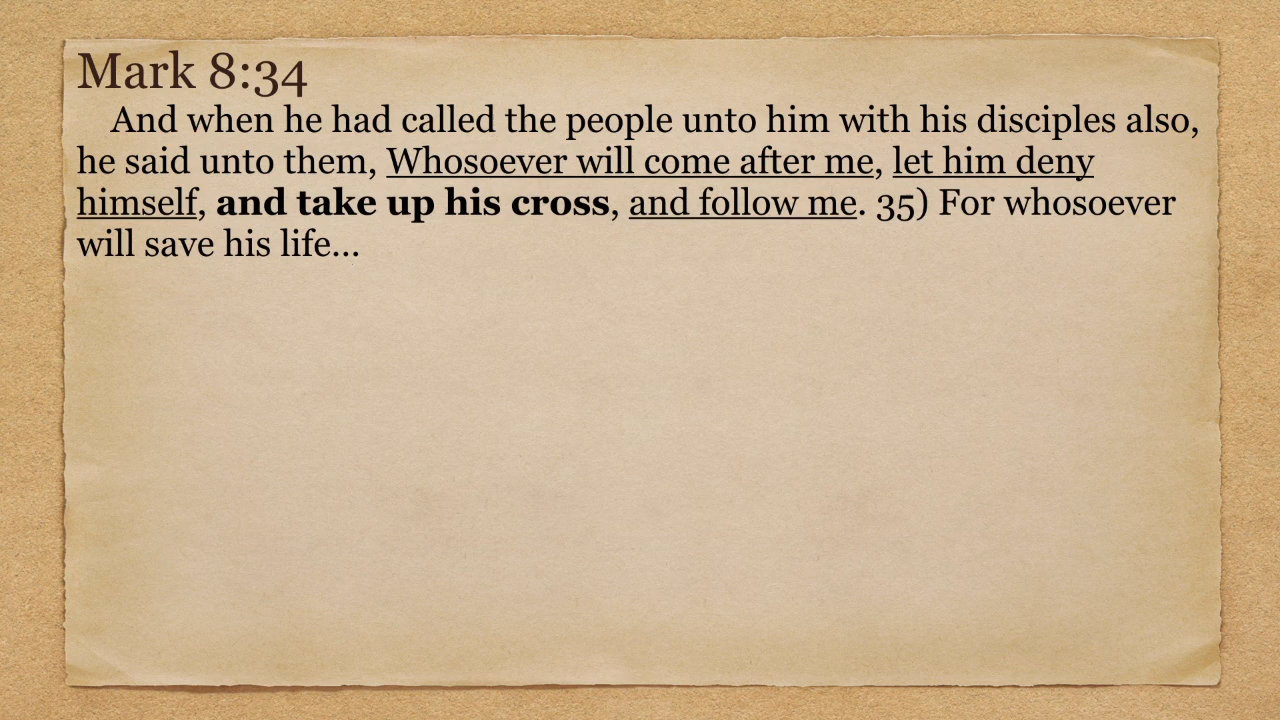 Mark 8:34
And when he had called the people unto him with his disciples also,
he said unto them, Whosoever will come after me, let him deny
himself, and take up his cross, and follow me. 35) For whosoever
will save his life...